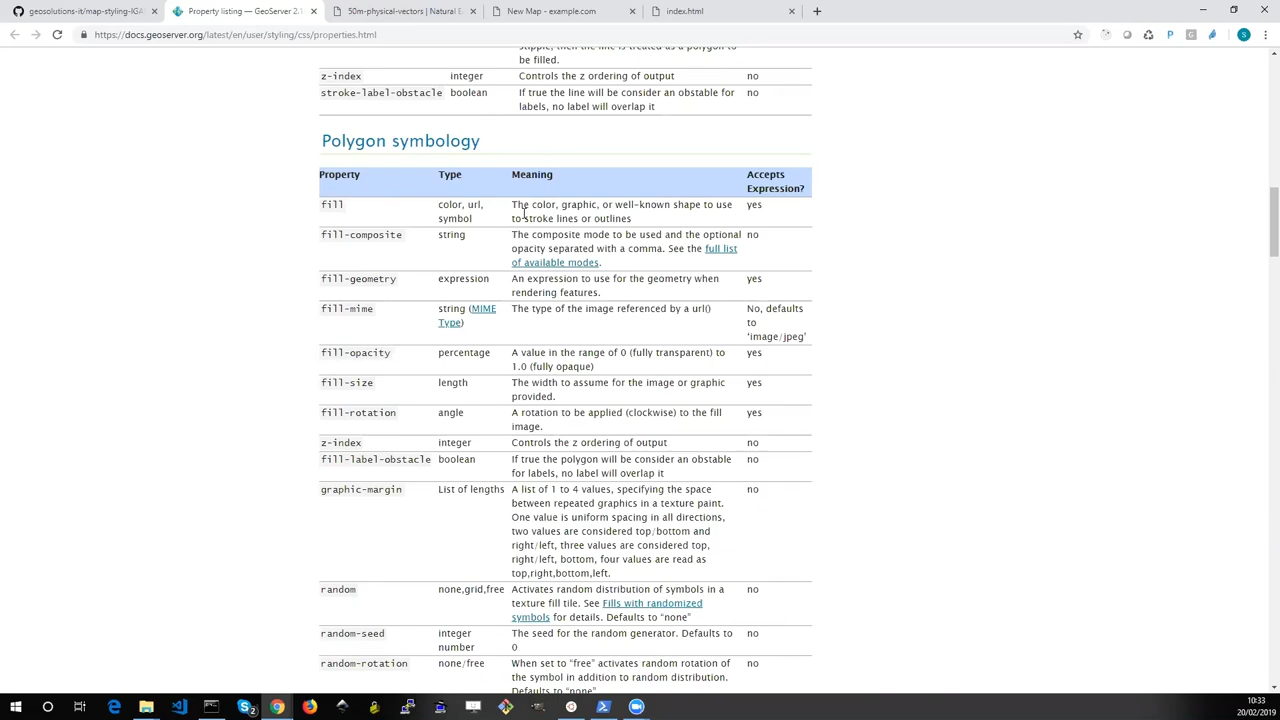 geosolutions-it/map-styling-IGAL
Property listing — GeoServer 2.1
50m-physical-vectors | Natural E
New Map - example.com
index.html
https://docs.geoserver.org/latest/en/user/styling/css/properties.html
stipple, then the line is treated as a polygon to
be filled.
z-index integer Controls the z ordering of output no
stroke-label-obstacle boolean If true the line will be consider an obstable for no
labels, no label will overlap it
Polygon symbology
Property Type Meaning Accepts
Expression?
fill color, url, The color, graphic, or well-known shape to use yes
symbol to stroke lines or outlines
fill-composite string The composite mode to be used and the optional no
opacity separated with a comma. See the full list
of available modes.
fill-geometry expression An expression to use for the geometry when yes
rendering features.
fill-mime string (MIME The type of the image referenced by a url() No, defaults
Type) to
‘image/jpeg’
fill-opacity percentage A value in the range of 0 (fully transparent) to yes
1.0 (fully opaque)
fill-size length The width to assume for the image or graphic yes
provided.
fill-rotation angle A rotation to be applied (clockwise) to the fill yes
image.
z-index integer Controls the z ordering of output no
fill-label-obstacle boolean If true the polygon will be consider an obstable no
for labels, no label will overlap it
graphic-margin List of lengths A list of 1 to 4 values, specifying the space no
between repeated graphics in a texture paint.
One value is uniform spacing in all directions,
two values are considered top/bottom and
right/left, three values are considered top,
right/left, bottom, four values are read as
top,right,bottom,left.
random none,grid,free Activates random distribution of symbols in a no
texture fill tile. See Fills with randomized
symbols for details. Defaults to “none”
random-seed integer The seed for the random generator. Defaults to no
number 0
random-rotation none/free When set to “free” activates random rotation of no
the symbol in addition to random distribution.
Defaults to “none”
10:33
20/02/2019